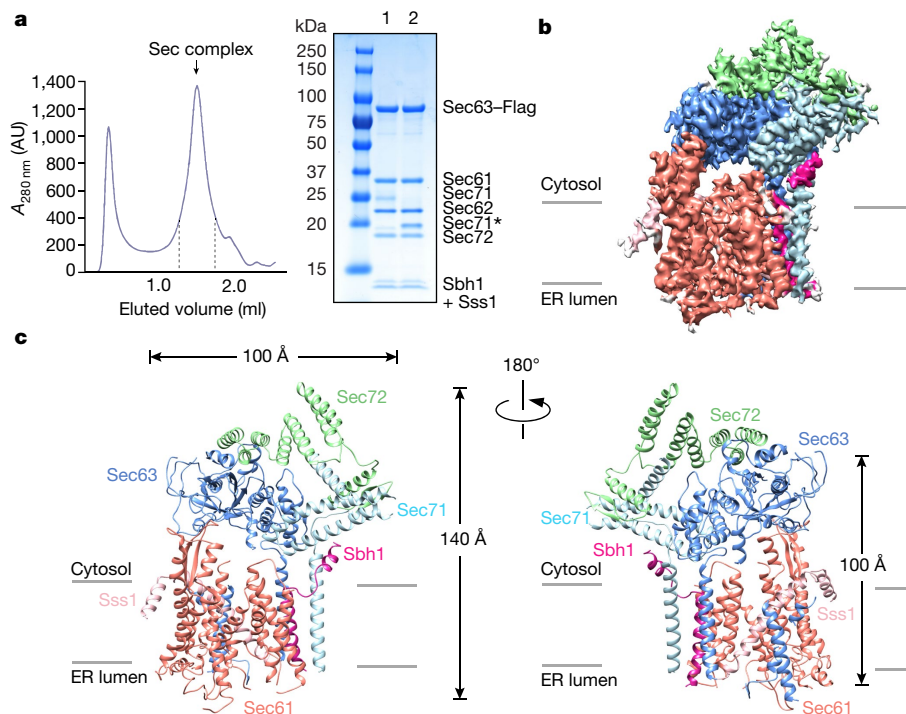 a
Sec complex
1,400
1,200
1,000
800
600
400
200
0
A280 nm (AU)
1.0 2.0
Eluted volume (ml)
kDa 1 2
250
150
100
75
50
37
25
20
15
Sec63–Flag
Sec61
Sec71
Sec62
Sec71*
Sec72
Sbh1
+ Sss1
b
Cytosol
ER lumen
c
100 Å
Sec72
Sec63
Sec71
Sbh1
Cytosol
Sss1
ER lumen
Sec61
140 Å
180°
Sec72
Sec63
Sec71
Sbh1
Cytosol
100 Å
Sss1
ER lumen
Sec61